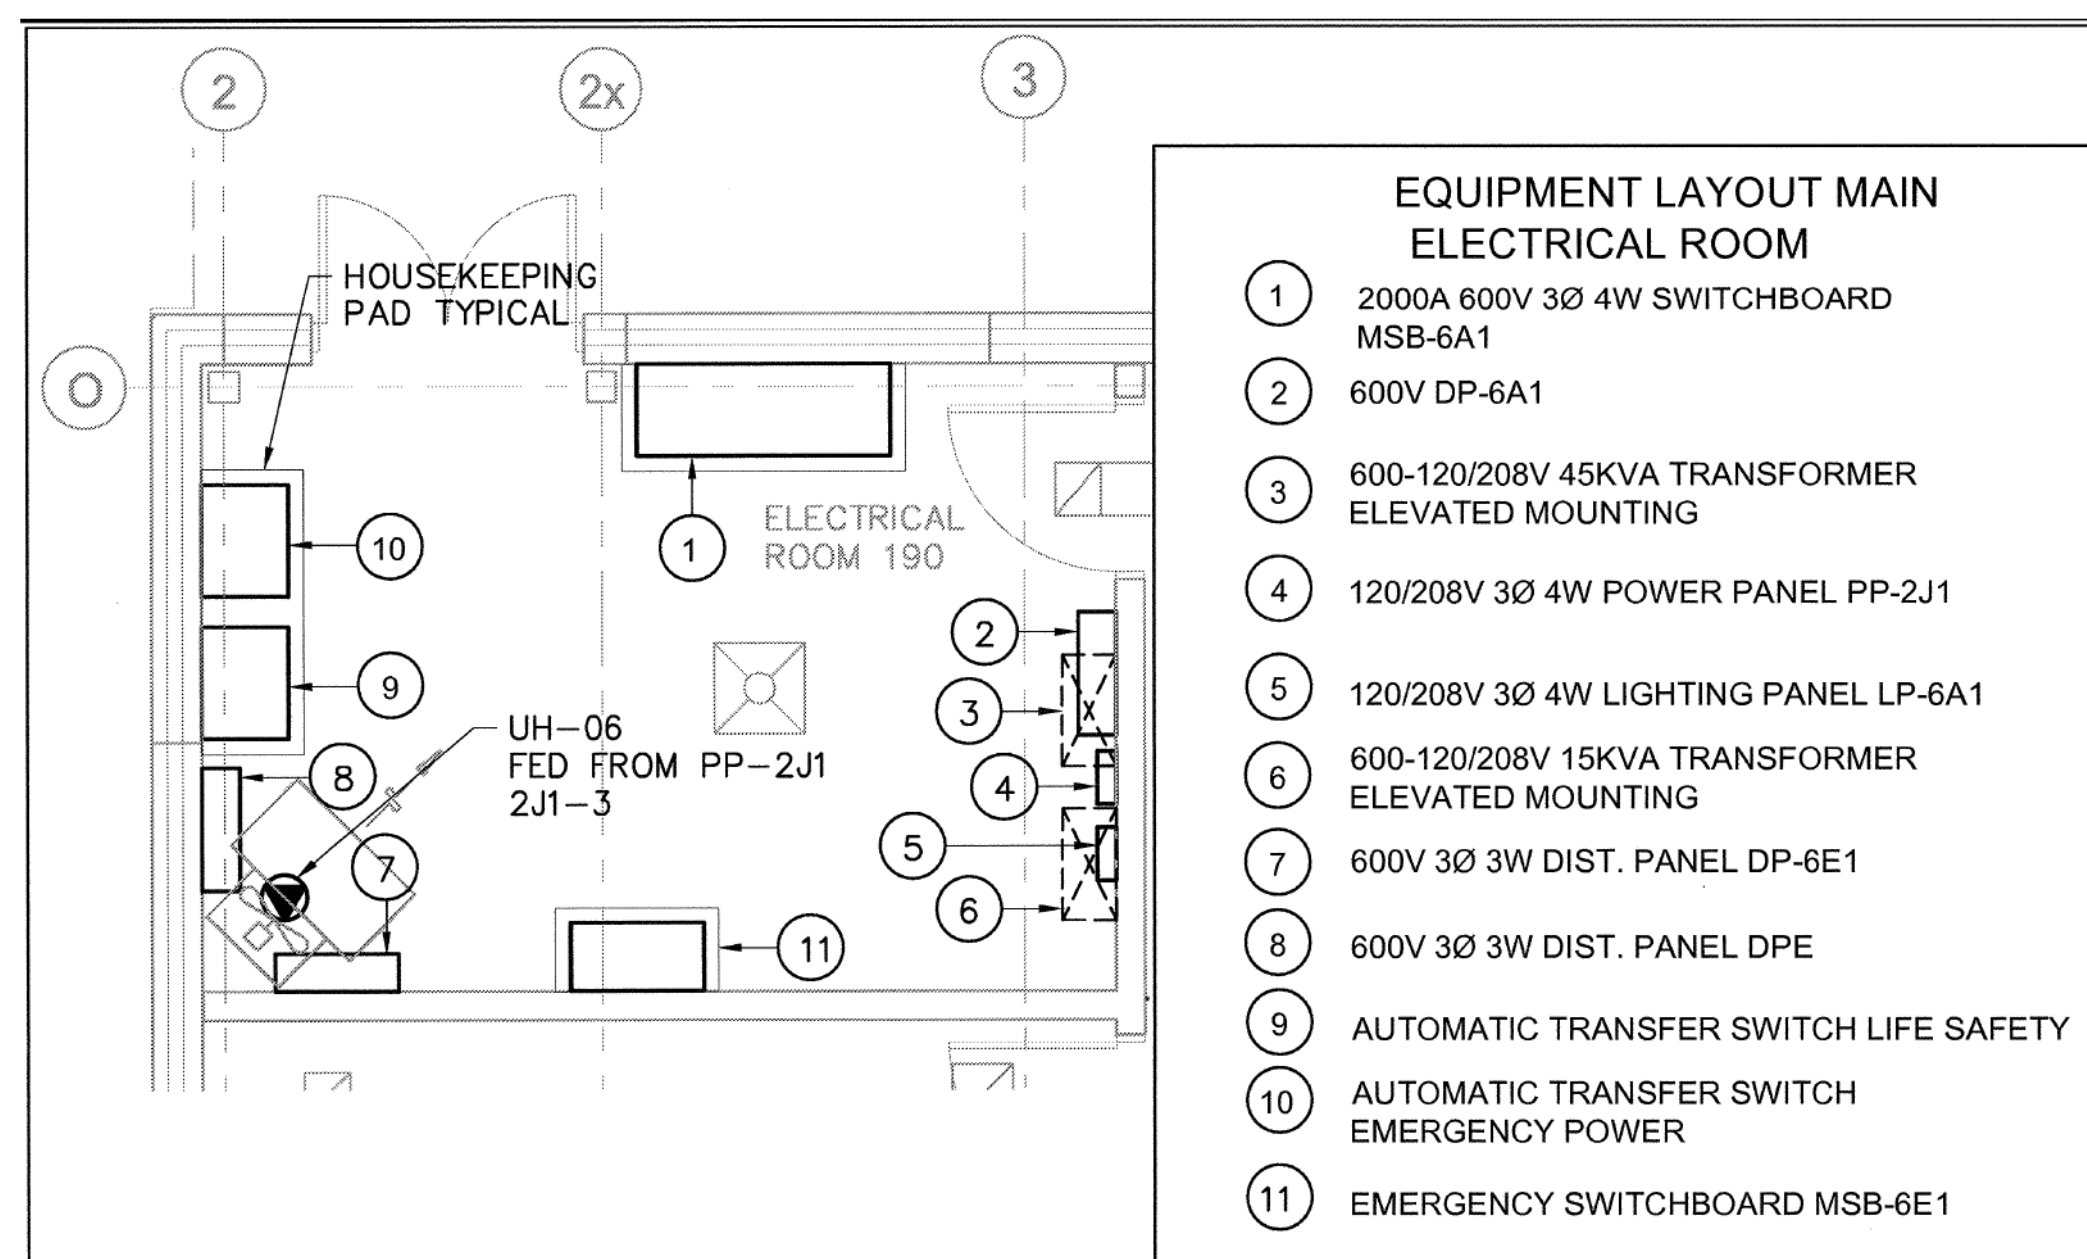 2
2x
3
HOUSEKEEPING
PAD TYPICAL
O
10
1
ELECTRICAL
ROOM 190
2
9
3
UH-06
FED FROM PP-2J1
2J1-3
8
4
7
5
6
11
EQUIPMENT LAYOUT MAIN
ELECTRICAL ROOM
1 2000A 600V 3Ø 4W SWITCHBOARD
MSB-6A1
2 600V DP-6A1
3 600-120/208V 45KVA TRANSFORMER
ELEVATED MOUNTING
4 120/208V 3Ø 4W POWER PANEL PP-2J1
5 120/208V 3Ø 4W LIGHTING PANEL LP-6A1
6 600-120/208V 15KVA TRANSFORMER
ELEVATED MOUNTING
7 600V 3Ø 3W DIST. PANEL DP-6E1
8 600V 3Ø 3W DIST. PANEL DPE
9 AUTOMATIC TRANSFER SWITCH LIFE SAFETY
10 AUTOMATIC TRANSFER SWITCH
EMERGENCY POWER
11 EMERGENCY SWITCHBOARD MSB-6E1